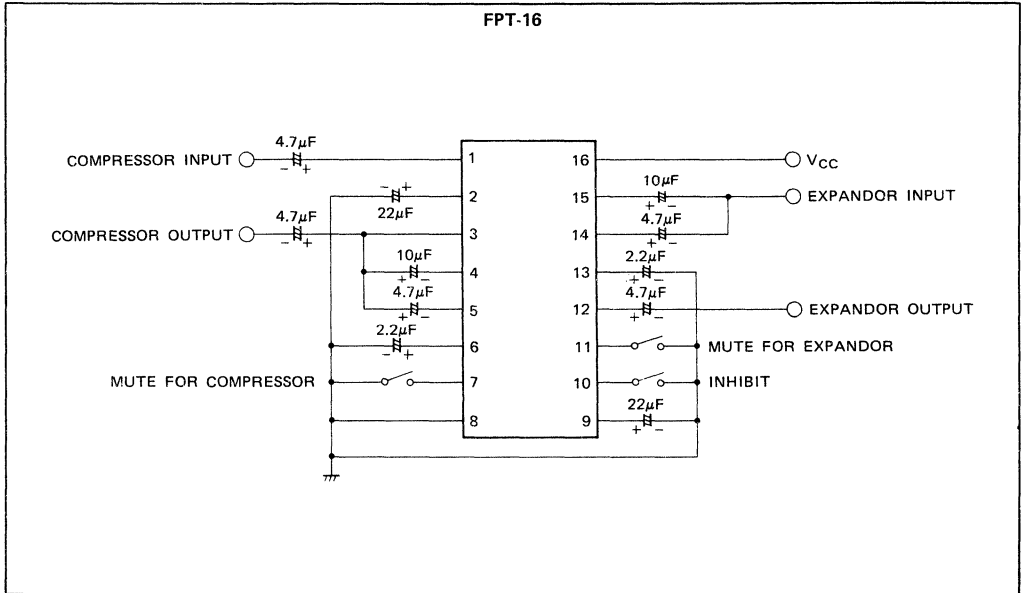 FPT-16
COMPRESSOR INPUT
4.7μF
- +
1
16
VCC
- +
22μF
2
15
10μF
+ -
EXPANDOR INPUT
COMPRESSOR OUTPUT
4.7μF
- +
3
14
4.7μF
+ -
10μF
+ -
4
13
2.2μF
+ -
4.7μF
+ -
5
12
4.7μF
+ -
EXPANDOR OUTPUT
2.2μF
- +
6
11
MUTE FOR EXPANDOR
MUTE FOR COMPRESSOR
7
10
INHIBIT
8
9
22μF
+ -